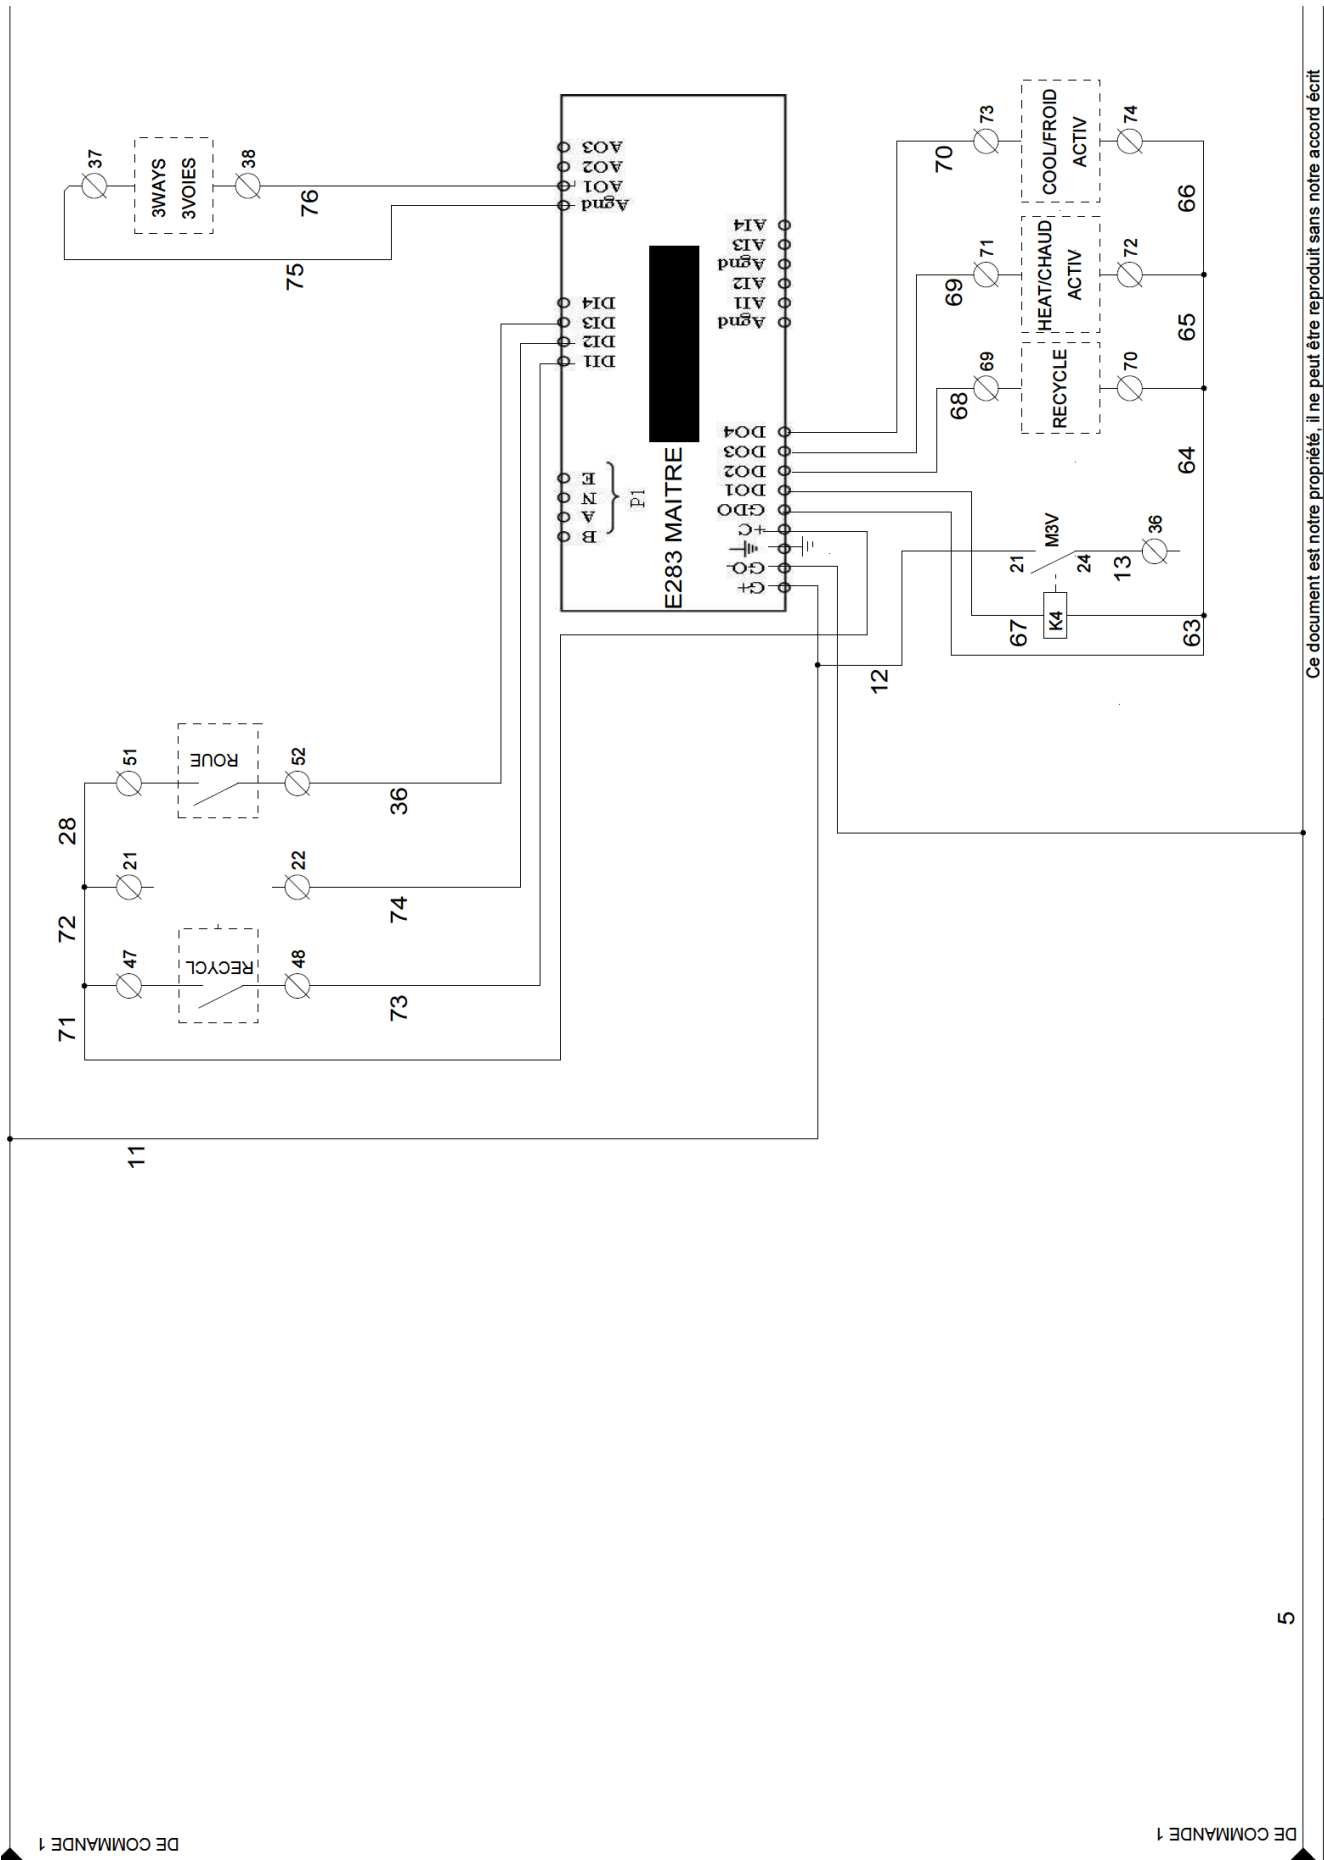 37
3WAYS
3VOIES
38
76
75
AO3
AO2
AO1
Agnd
DI4
DI3
DI2
DI1
E
N
A
B
P1
E283 MAITRE
AI4
AI3
Agnd
AI2
AI1
Agnd
DO4
DO3
DO2
DO1
GDO
C+
GO
G+
70
73
COOL/FROID
ACTIV
74
66
69
71
HEAT/CHAUD
ACTIV
72
65
68
69
RECYCLE
70
64
21
M3V
24
13
36
67
K4
63
12
28
51
ROUE
52
36
72
21
22
74
71
47
RECYCL
48
73
11
5
DE COMMANDE 1
DE COMMANDE 1
Ce document est notre propriété, il ne peut être reproduit sans notre accord écrit